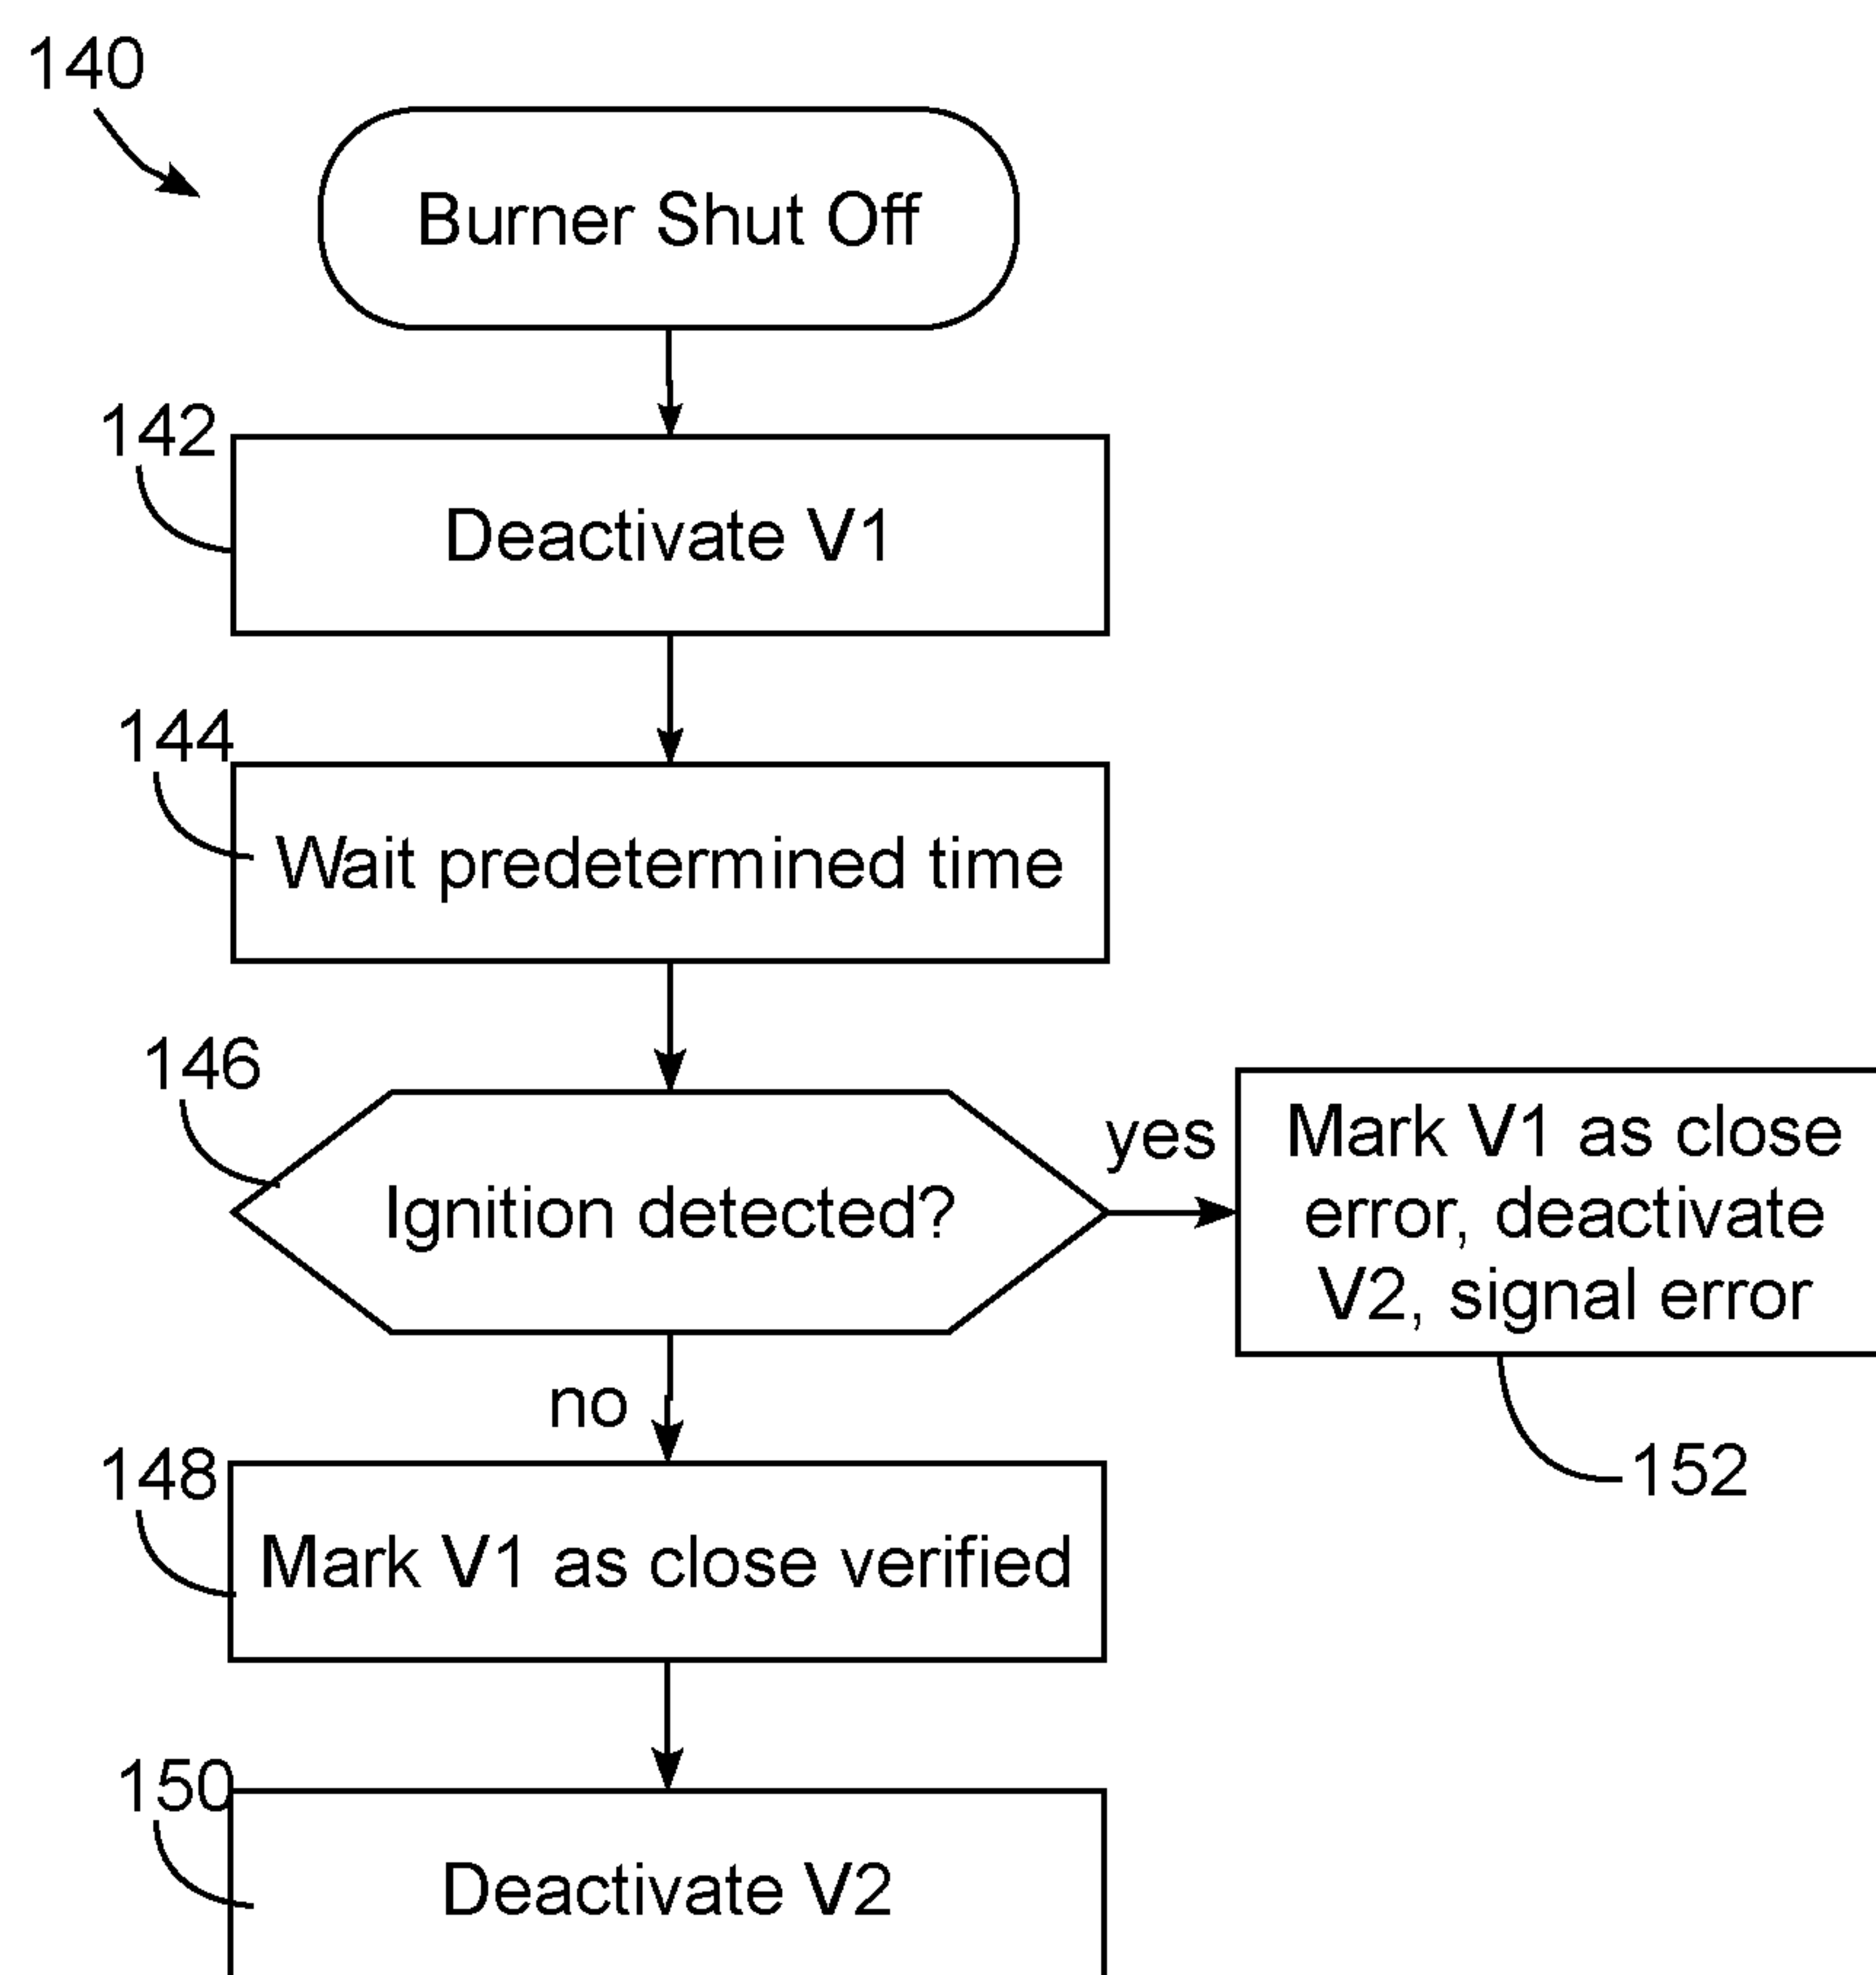 140
Burner Shut Off
142
Deactivate V1
144
Wait predetermined time
146
Ignition detected?
yes
Mark V1 as close
error, deactivate
V2, signal error
no
152
148
Mark V1 as close verified
150
Deactivate V2